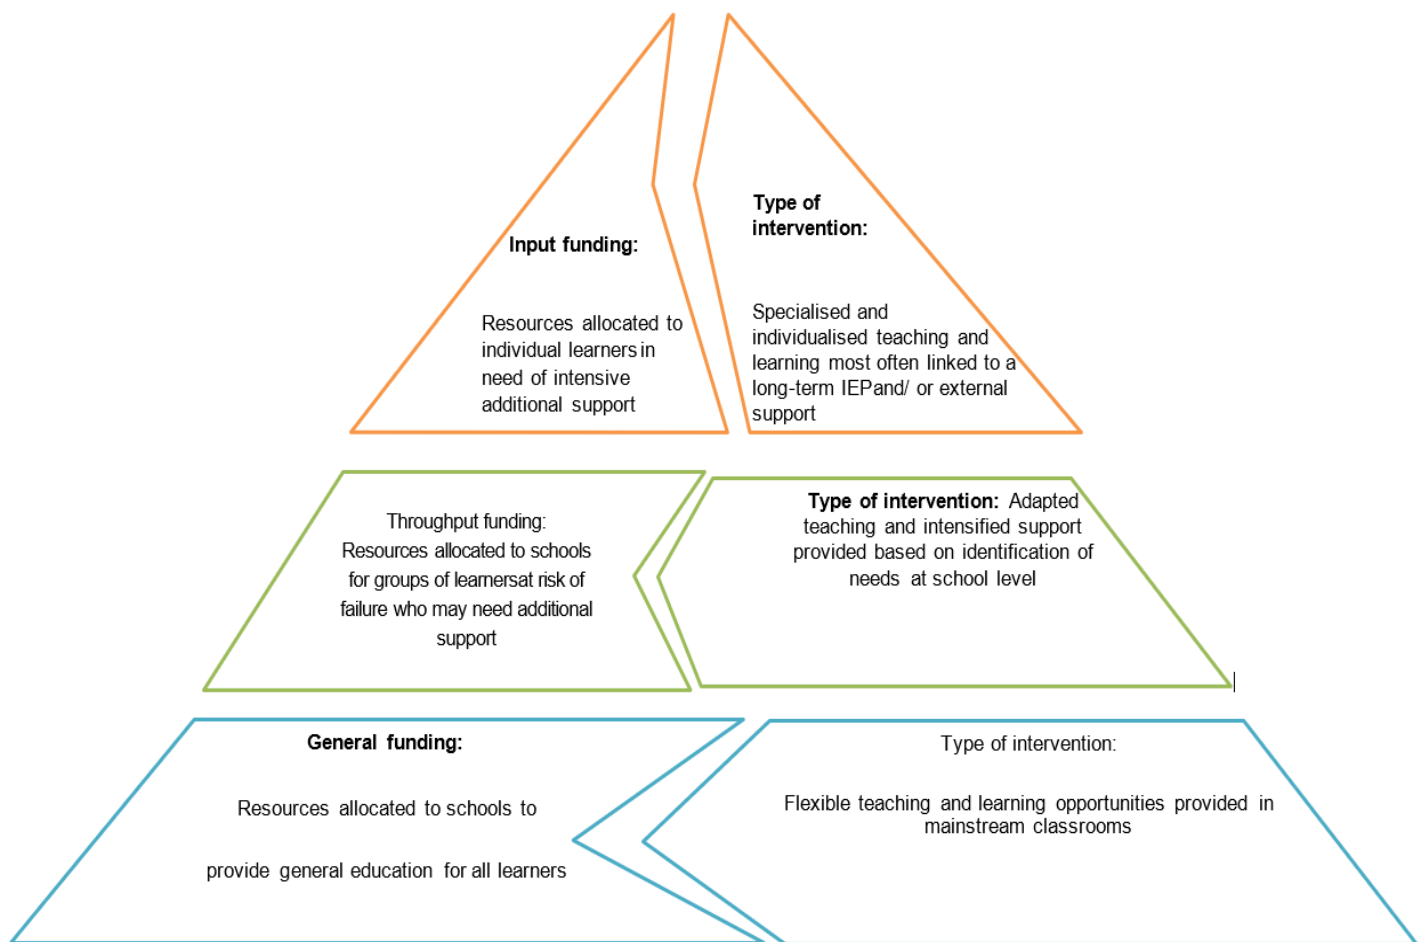 Input funding:
Resources allocated to
individual learners in
need of intensive
additional support
Type of
intervention:
Specialised and
individualised teaching and
learning most often linked to a
long-term IEPand/ or external
support
Throughput funding:
Resources allocated to schools
for groups of learnersat risk of
failure who may need additional
support
Type of intervention: Adapted
teaching and intensified support
provided based on identification of
needs at school level
General funding:
Resources allocated to schools to
provide general education for all learners
Type of intervention:
Flexible teaching and learning opportunities provided in
mainstream classrooms